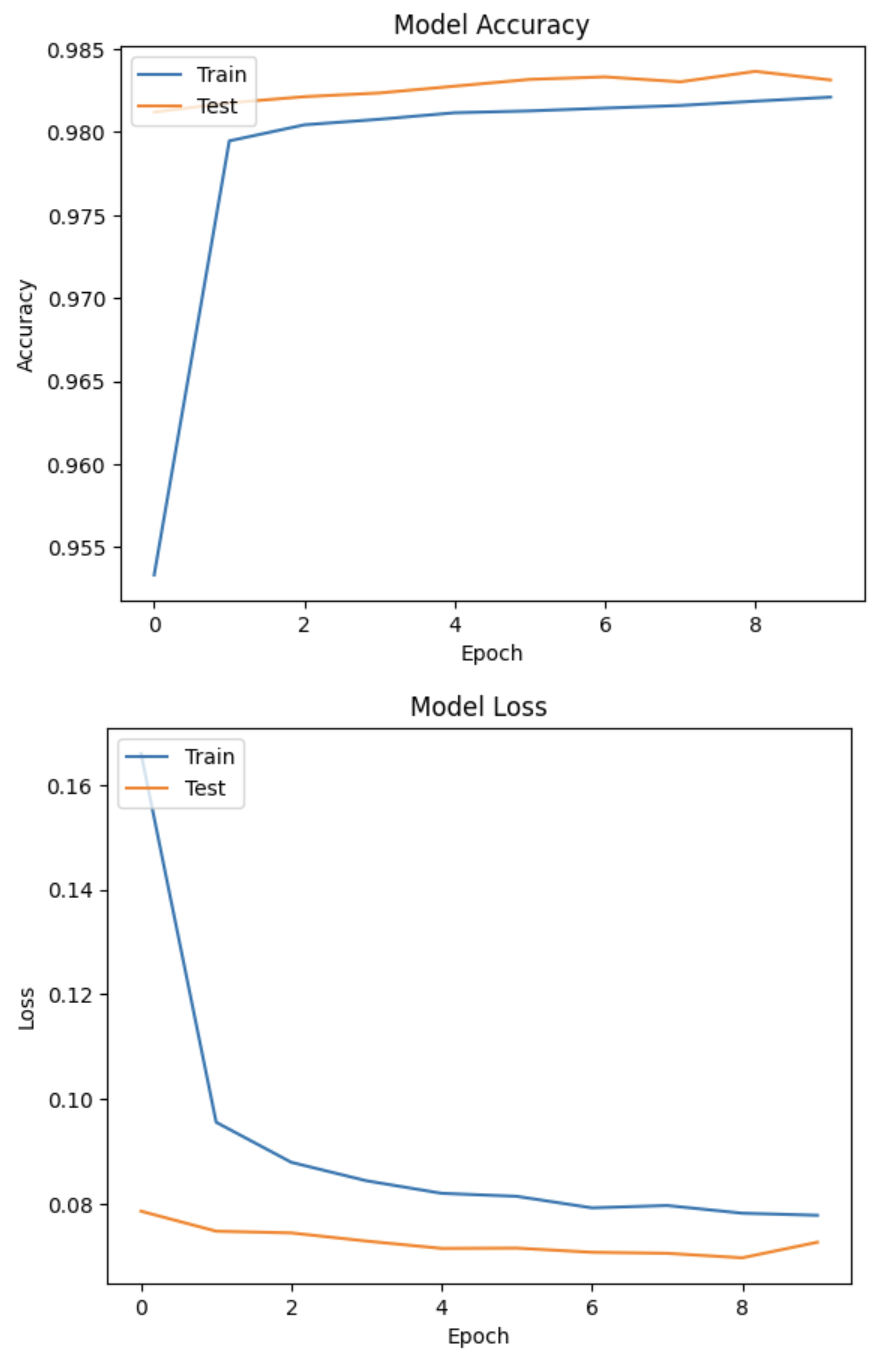 Model Accuracy
0.985
Train
Test
0.980
0.975
0.970
Accuracy
0.965
0.960
0.955
0 2 4 6 8
Epoch
Model Loss
Train
0.16
Test
0.14
0.12
Loss
0.10
0.08
0 2 4 6 8
Epoch